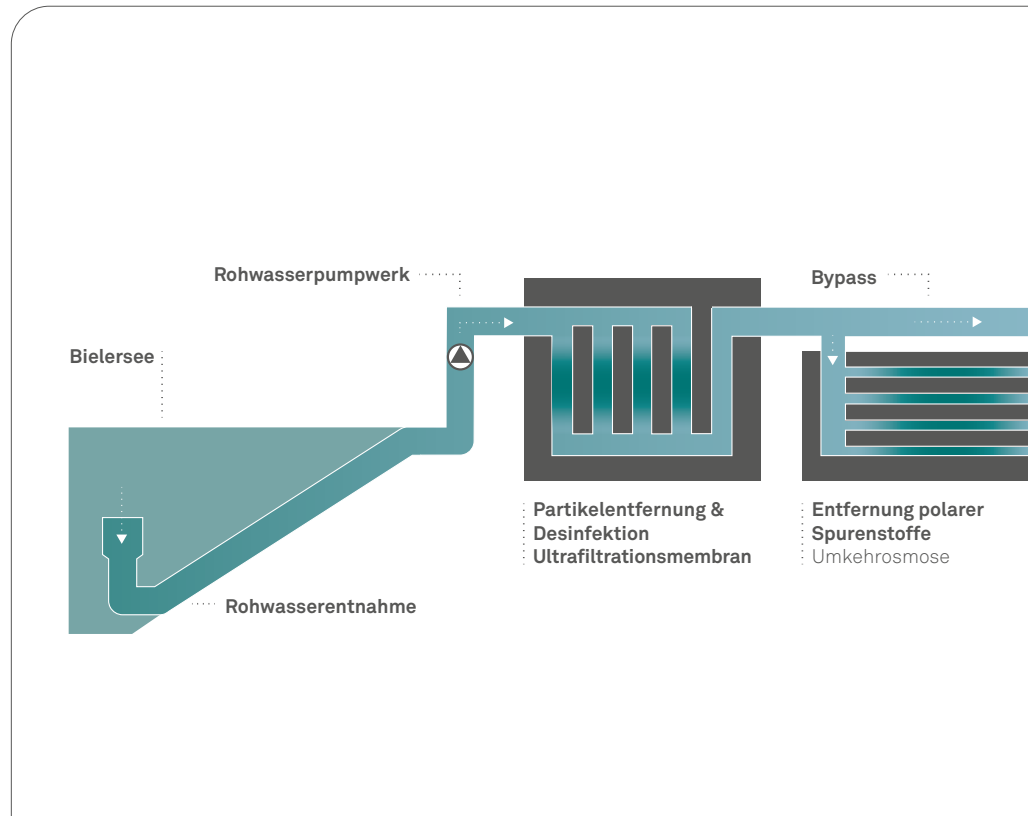 Rohwasserpumpwerk
Bypass
Bielersee
Partikelentfernung &
Desinfektion
Ultrafiltrationsmembran
Entfernung polarer
Spurenstoffe
Umkehrosmose
Rohwasserentnahme